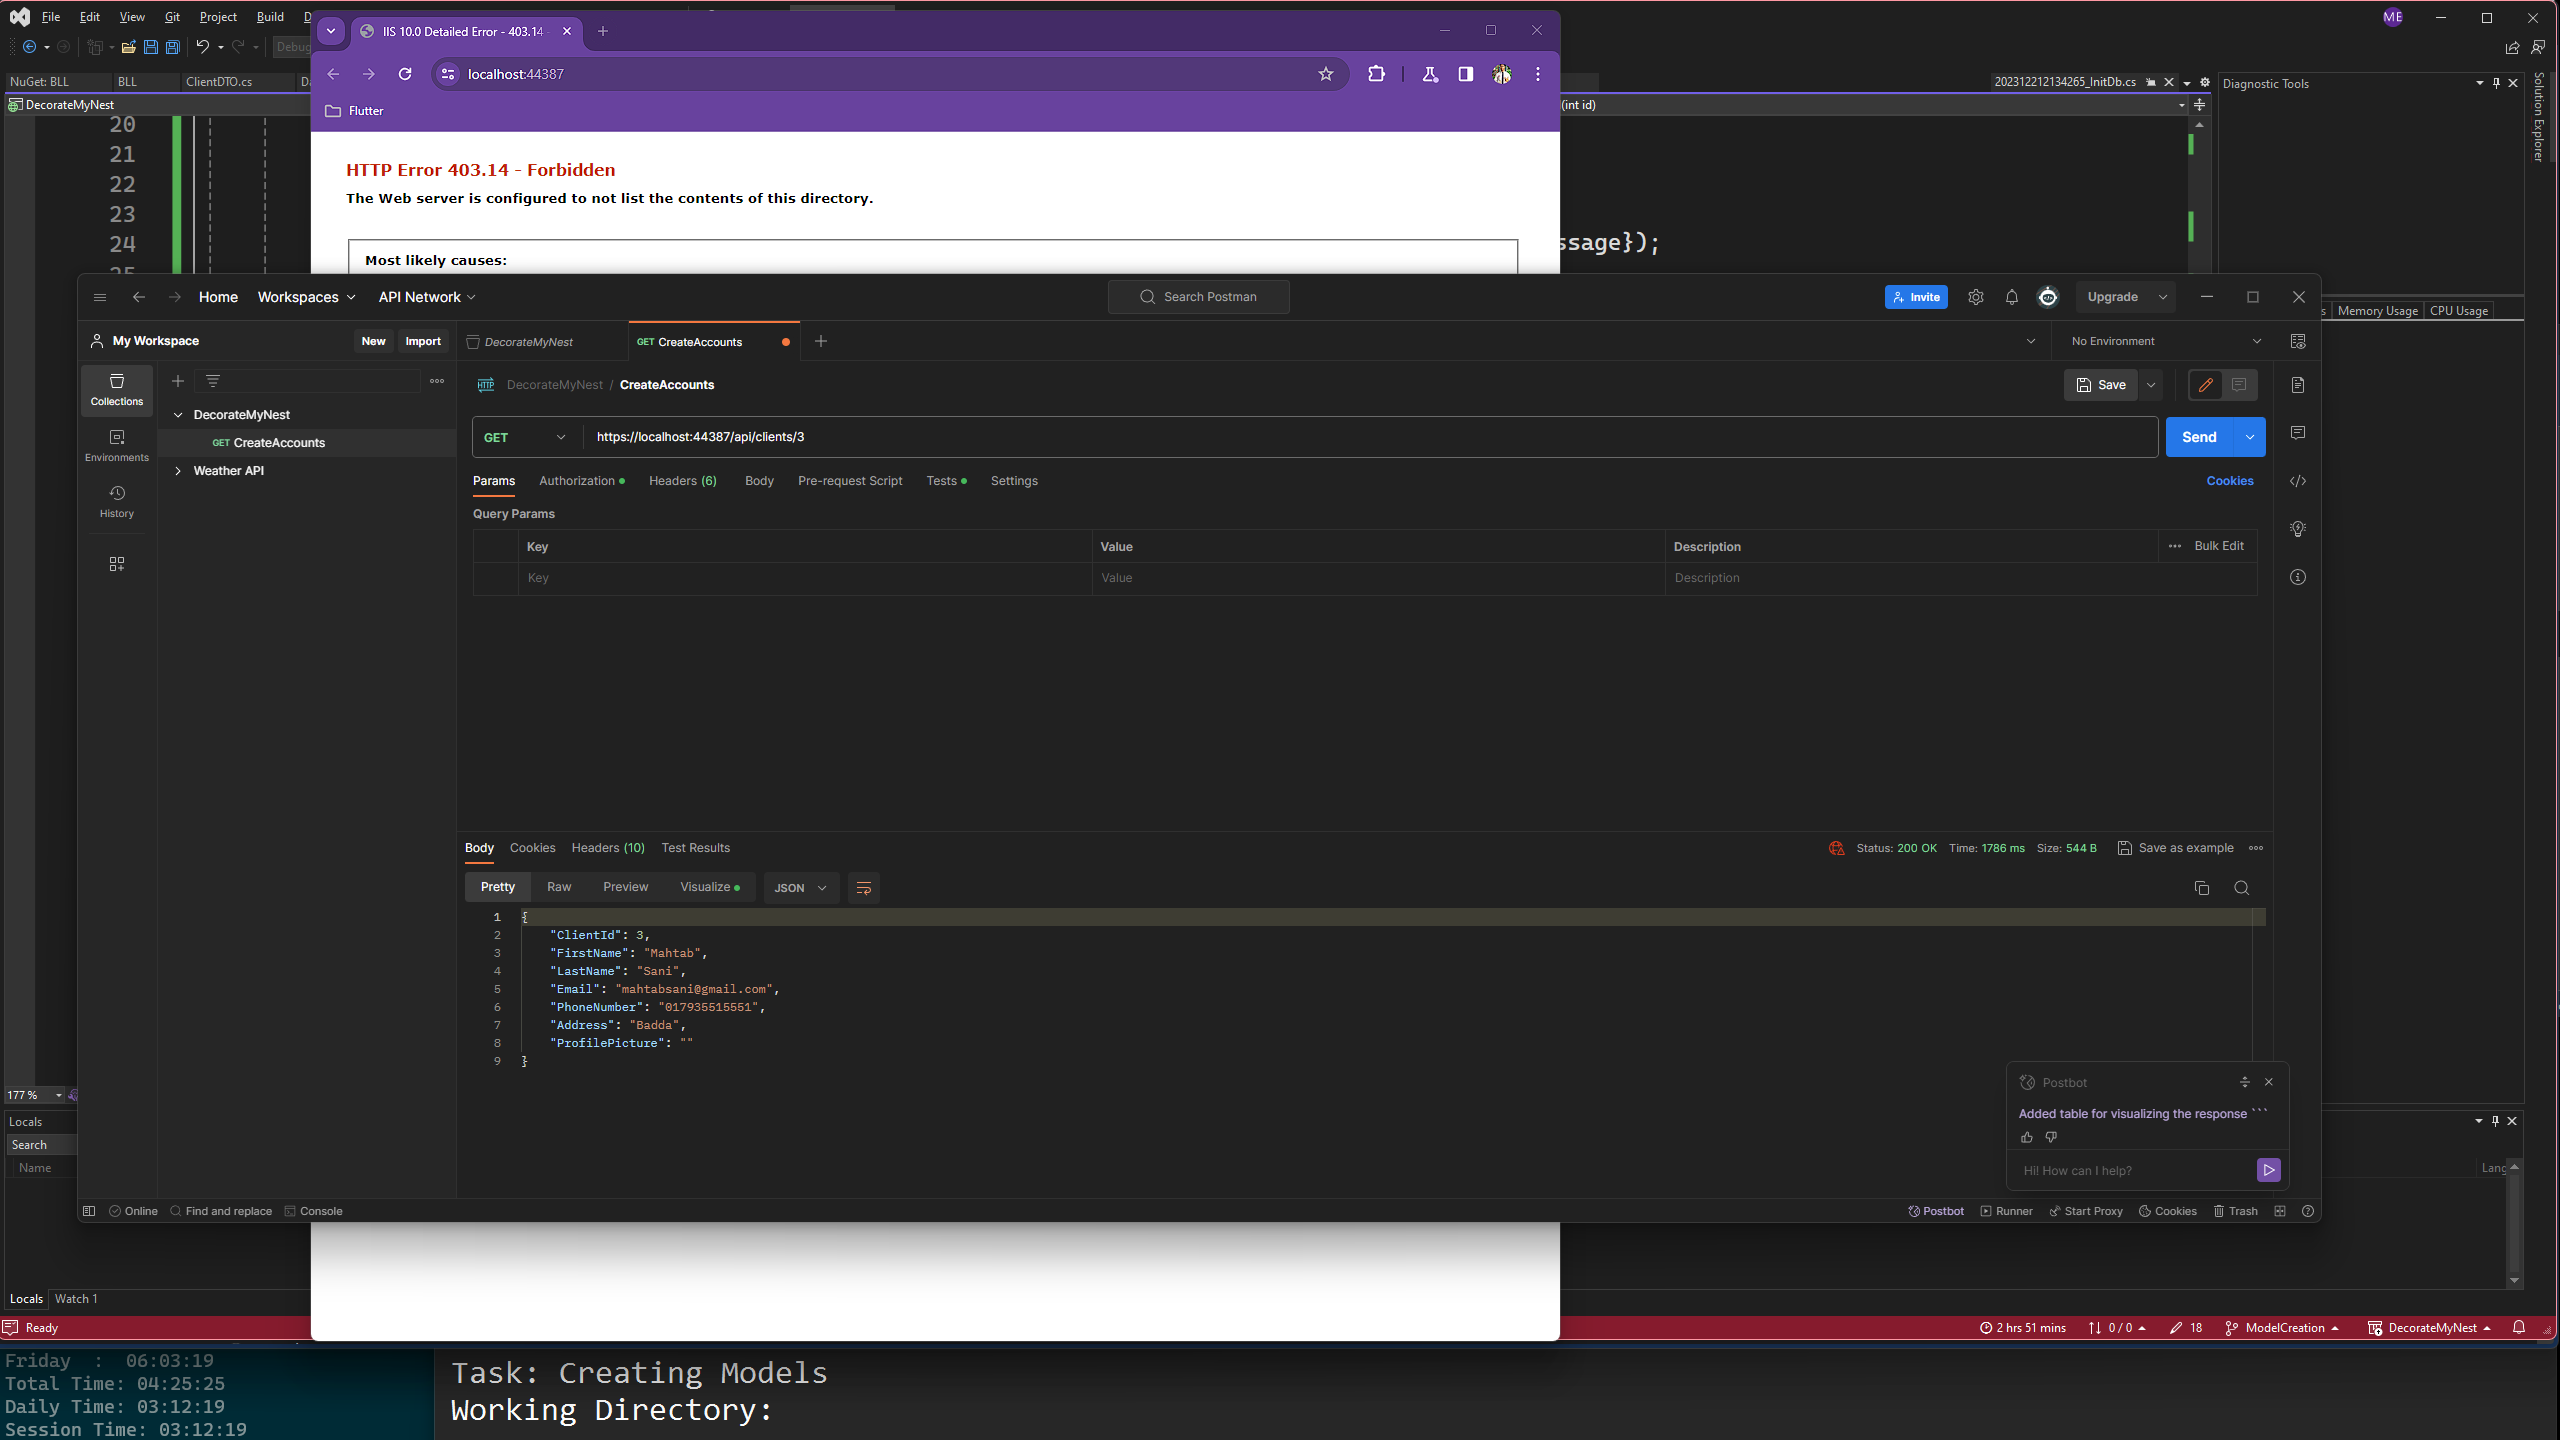 File Edit View Git Project Build D
ME
Debug
NuGet: BLL BLL ClientDTO.cs Da
202312212134265_InitDb.cs
Diagnostic Tools
Solution Explorer
DecorateMyNest
(int id)
20
21
22
23
24
25
ssage});
IIS 10.0 Detailed Error - 403.14 -
localhost:44387
Flutter
HTTP Error 403.14 - Forbidden
The Web server is configured to not list the contents of this directory.
Most likely causes:
s Memory Usage CPU Usage
Home Workspaces API Network
Search Postman
Invite
Upgrade
My Workspace New Import
DecorateMyNest
GET CreateAccounts
No Environment
Collections
Environments
History
DecorateMyNest
GET CreateAccounts
Weather API
HTTP DecorateMyNest / CreateAccounts
Save
GET https://localhost:44387/api/clients/3
Send
Params Authorization Headers (6) Body Pre-request Script Tests Settings
Cookies
Query Params
Key Value Description Bulk Edit
Key Value Description
Body Cookies Headers (10) Test Results
Status: 200 OK Time: 1786 ms Size: 544 B Save as example
Pretty Raw Preview Visualize JSON
1 {
2 "ClientId": 3,
3 "FirstName": "Mahtab",
4 "LastName": "Sani",
5 "Email": "mahtabsani@gmail.com",
6 "PhoneNumber": "017935515551",
7 "Address": "Badda",
8 "ProfilePicture": ""
9 }
Postbot
Added table for visualizing the response ```
Hi! How can I help?
Online Find and replace Console
Postbot Runner Start Proxy Cookies Trash
177 %
Locals
Search
Name
Lang
Locals Watch 1
Ready
2 hrs 51 mins 0 / 0 18 ModelCreation DecorateMyNest
Friday : 06:03:19
Total Time: 04:25:25
Daily Time: 03:12:19
Session Time: 03:12:19
Task: Creating Models
Working Directory: